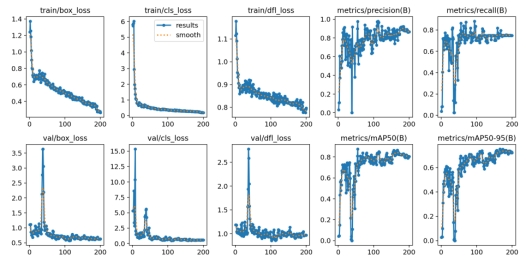 train/box_loss
train/cls_loss
train/dfl_loss
metrics/precision(B)
metrics/recall(B)
1.4
1.2
1.0
0.8
0.6
0.4
0 100 200
6
5
4
3
2
1
0
results
smooth
0 100 200
1.1
1.0
0.9
0.8
0 100 200
1.0
0.8
0.6
0.4
0.2
0.0
0 100 200
0.8
0.6
0.4
0.2
0.0
0 100 200
val/box_loss
val/cls_loss
val/dfl_loss
metrics/mAP50(B)
metrics/mAP50-95(B)
3.5
3.0
2.5
2.0
1.5
1.0
0.5
0 100 200
15.0
12.5
10.0
7.5
5.0
2.5
0.0
0 100 200
2.5
2.0
1.5
1.0
0 100 200
0.8
0.6
0.4
0.2
0.0
0 100 200
0.6
0.4
0.2
0.0
0 100 200